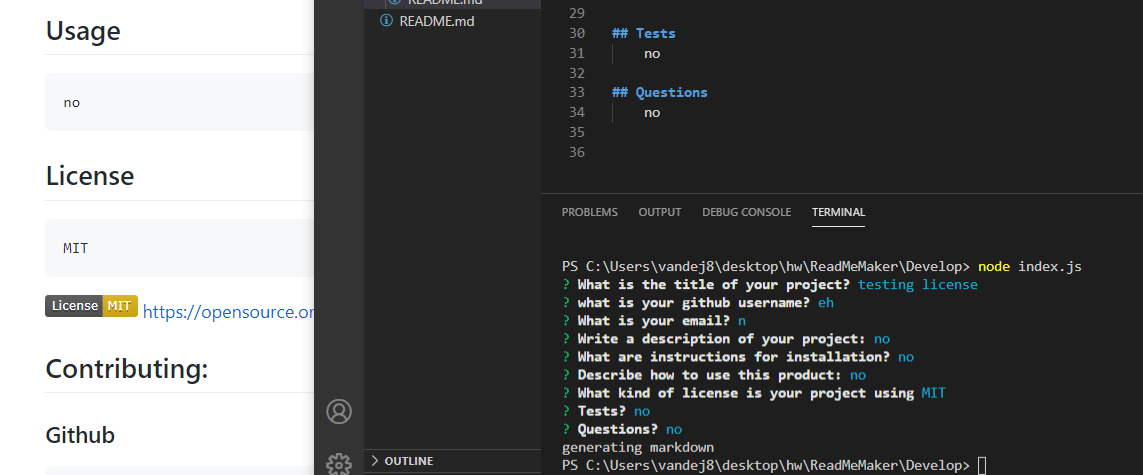 Usage
no
License
MIT
License MIT https://opensource.or
Contributing:
Github
README.md
README.md
OUTLINE
29
30 ## Tests
31 no
32
33 ## Questions
34 no
35
36
PROBLEMS OUTPUT DEBUG CONSOLE TERMINAL
PS C:\Users\vandej8\desktop\hw\ReadMeMaker\Develop> node index.js
? What is the title of your project? testing license
? what is your github username? eh
? What is your email? n
? Write a description of your project: no
? What are instructions for installation? no
? Describe how to use this product: no
? What kind of license is your project using MIT
? Tests? no
? Questions? no
generating markdown
PS C:\Users\vandej8\desktop\hw\ReadMeMaker\Develop>